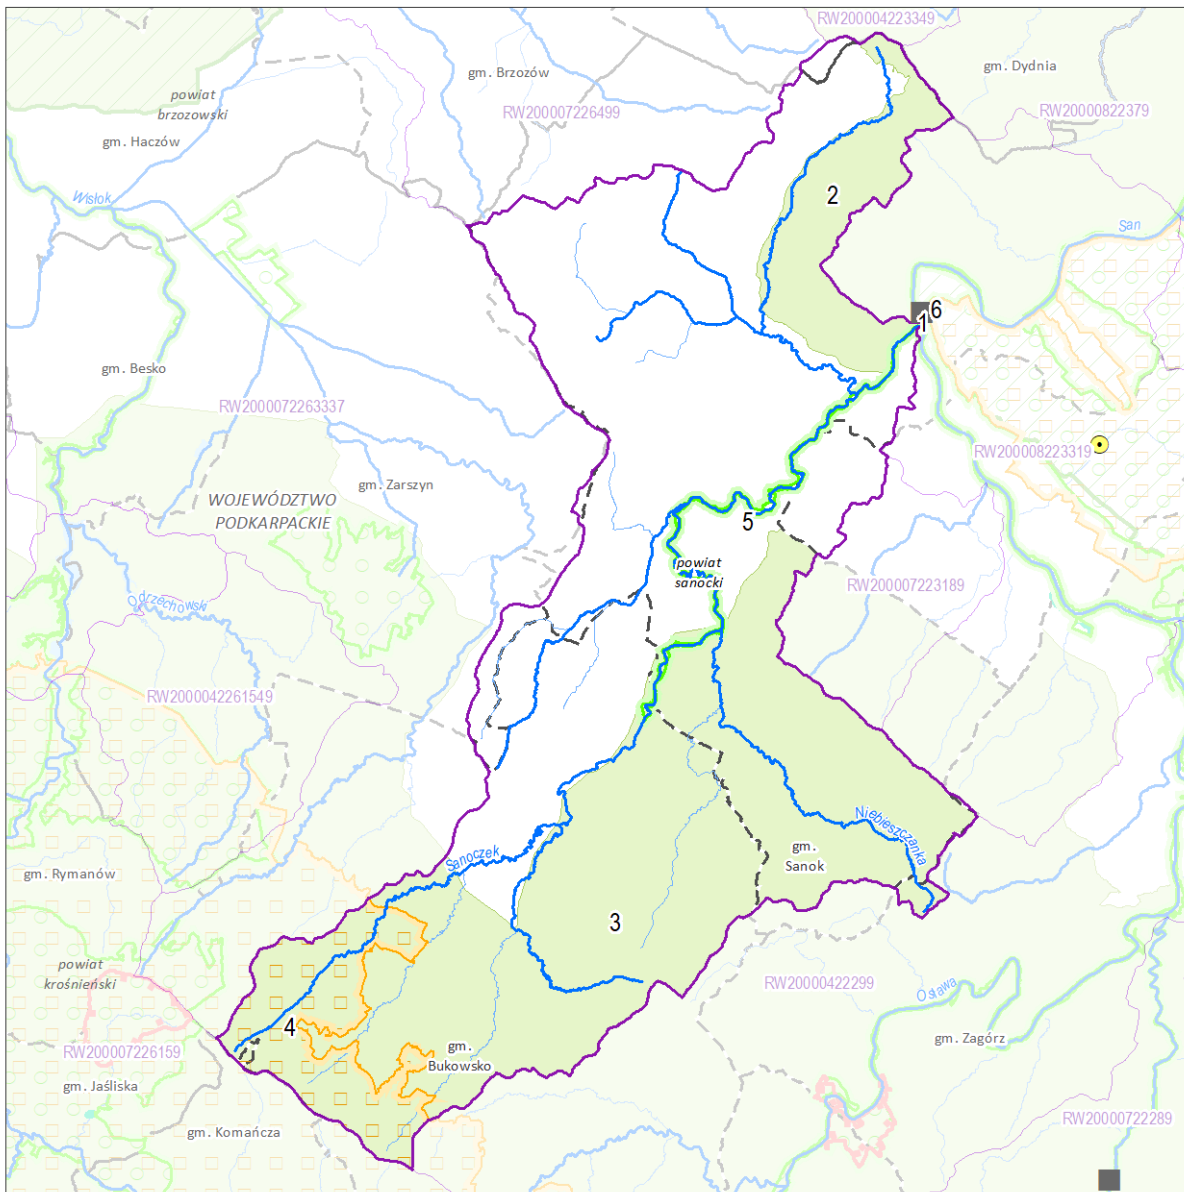 RW200004223349
gm. Dydnia
gm. Brzozów
powiat
brzozowski
RW200007226499
RW20000822379
gm. Haczów
2
Wisłok
San
6
1
gm. Besko
RW2000072263337
RW200008223319
gm. Zarszyn
WOJEWÓDZTWO
PODKARPACKIE
5
powiat
sanocki
RW200007223189
RW2000042261549
Niebieszczanka
Sanoczek
gm.
Sanok
gm. Rymanów
3
powiat
krośnieński
RW20000422299
Osława
4
gm. Zagórz
RW200007226159
gm.
Bukowsko
gm. Jaśliska
RW200007222289
gm. Komańcza